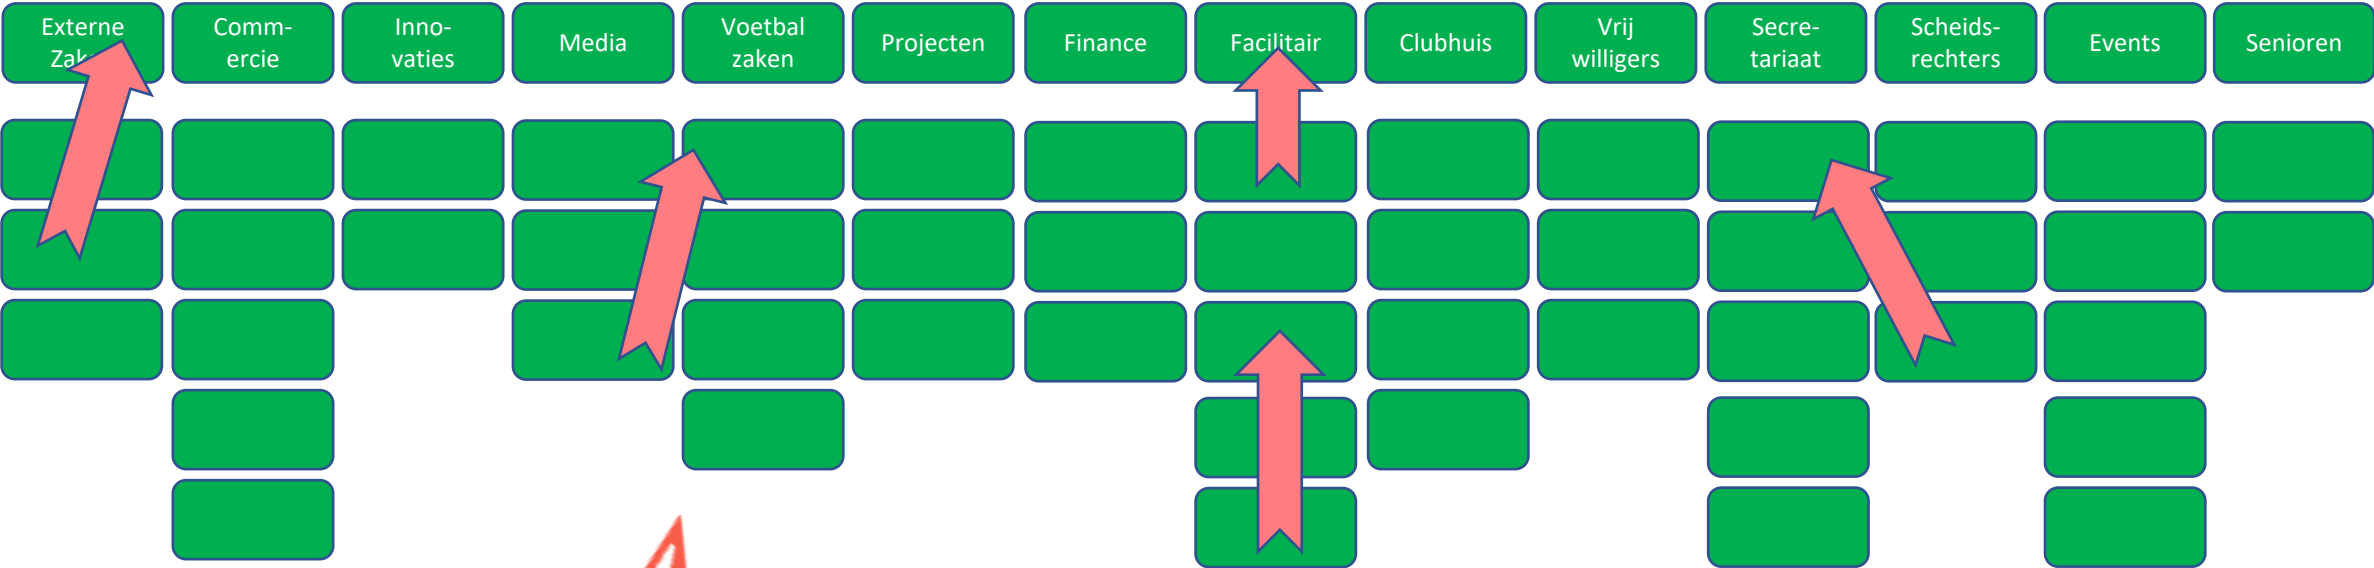 Externe
Zaken
Comm-
ercie
Inno-
vaties
Media
Voetbal
zaken
Projecten
Finance
Facilitair
Clubhuis
Vrij
willigers
Secre-
tariaat
Scheids-
rechters
Events
Senioren